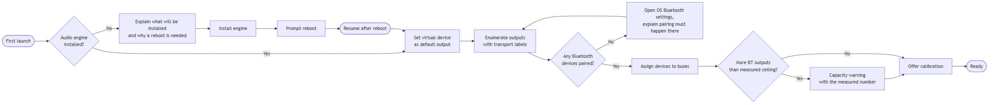 First launch
Audio engine
installed?
No
Yes
Explain what will be
installed
and why a reboot is needed
Install engine
Prompt reboot
Resume after reboot
Set virtual device
as default output
Enumerate outputs
with transport labels
Any Bluetooth
devices paired?
No
Yes
Open OS Bluetooth
settings,
explain pairing must
happen there
Assign devices to buses
More BT outputs
than measured ceiling?
No
Yes
Capacity warning
with the measured number
Offer calibration
Ready